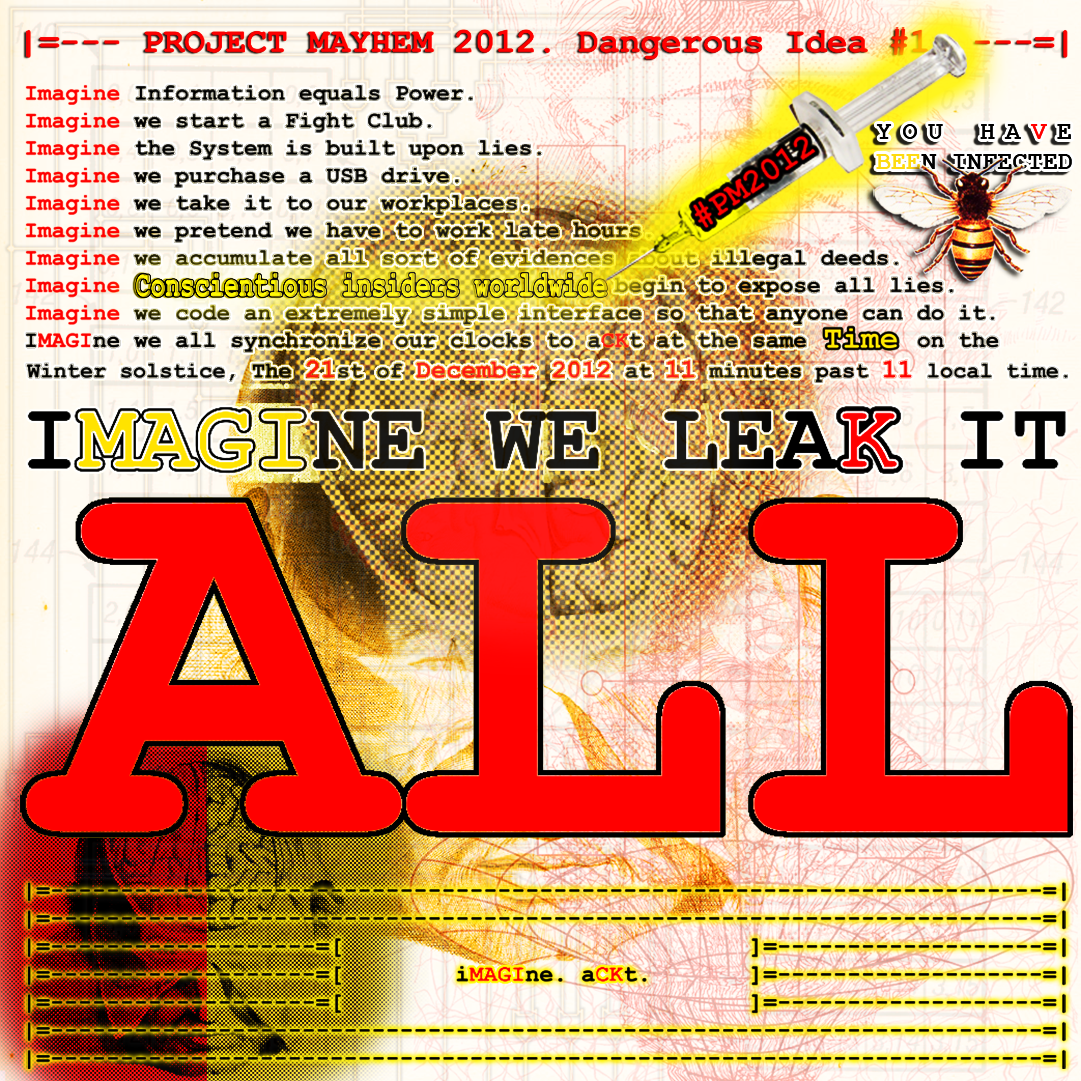 |=--- PROJECT MAYHEM 2012. Dangerous Idea #1 ---=|
Imagine Information equals Power.
Imagine we start a Fight Club.
Imagine the System is built upon lies.
Imagine we purchase a USB drive.
Imagine we take it to our workplaces.
Imagine we pretend we have to work late hours
Imagine we accumulate all sort of evidences about illegal deeds.
Imagine Conscientious insiders worldwide begin to expose all lies.
Imagine we code an extremely simple interface so that anyone can do it.
IMAGIne we all synchronize our clocks to aCKt at the same Time on the
Winter solstice, The 21st of December 2012 at 11 minutes past 11 local time.
#PM2012
YOU HAVE
BEEN INFECTED
IMAGINE WE LEAK IT
ALL
|=------------------------------------------------------------------------=|
|=------------------------------------------------------------------------=|
|=-------------------=[ ]=-------------------=|
|=-------------------=[ iMAGIne. aCKt. ]=-------------------=|
|=-------------------=[ ]=-------------------=|
|=------------------------------------------------------------------------=|
|=------------------------------------------------------------------------=|
142
144
144